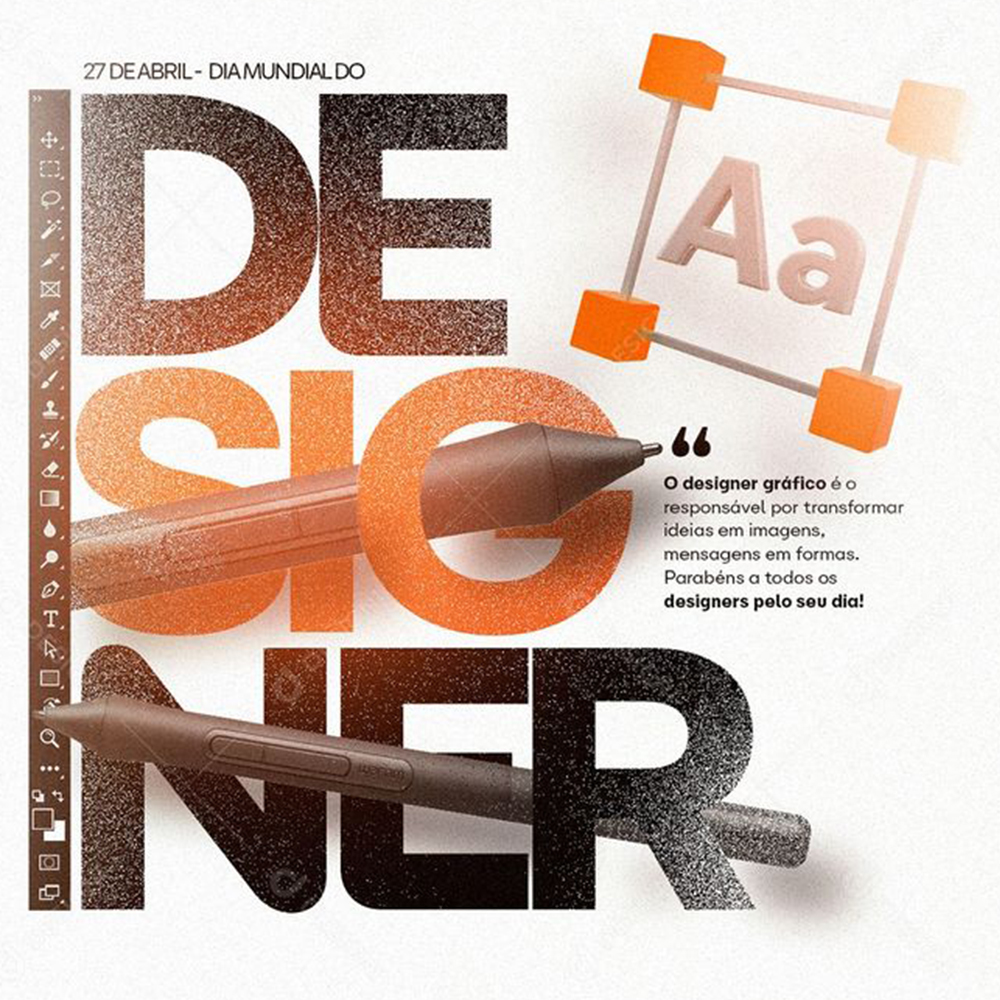 27 DE ABRIL - DIA MUNDIAL DO
DE
SIG
NER
Aa
“
O designer gráfico é o
responsável por transformar
ideias em imagens,
mensagens em formas.
Parabéns a todos os
designers pelo seu dia!
T
wacom